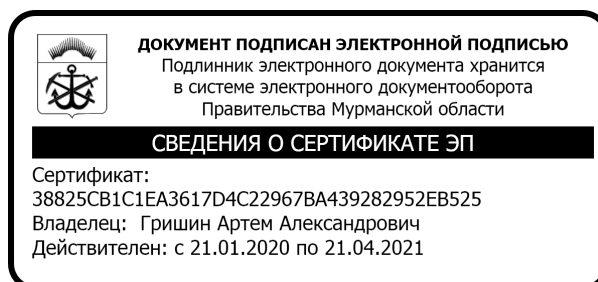 ДОКУМЕНТ ПОДПИСАН ЭЛЕКТРОННОЙ ПОДПИСЬЮ
Подлинник электронного документа хранится
в системе электронного документооборота
Правительства Мурманской области
СВЕДЕНИЯ О СЕРТИФИКАТЕ ЭП
Сертификат:
38825CB1C1EA3617D4C22967BA439282952EB525
Владелец: Гришин Артем Александрович
Действителен: с 21.01.2020 по 21.04.2021